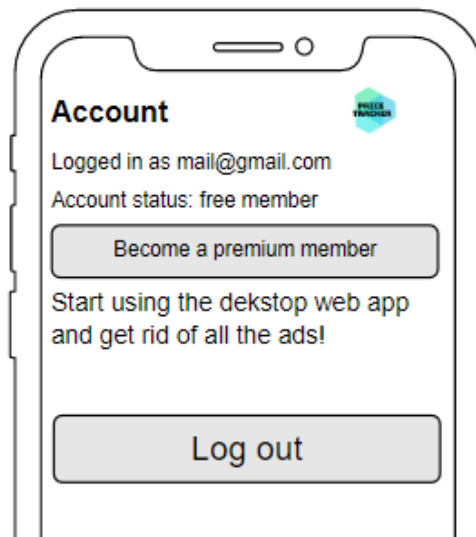 Account
PRICE
TRACKER
Logged in as mail@gmail.com
Account status: free member
Become a premium member
Start using the dekstop web app
and get rid of all the ads!
Log out